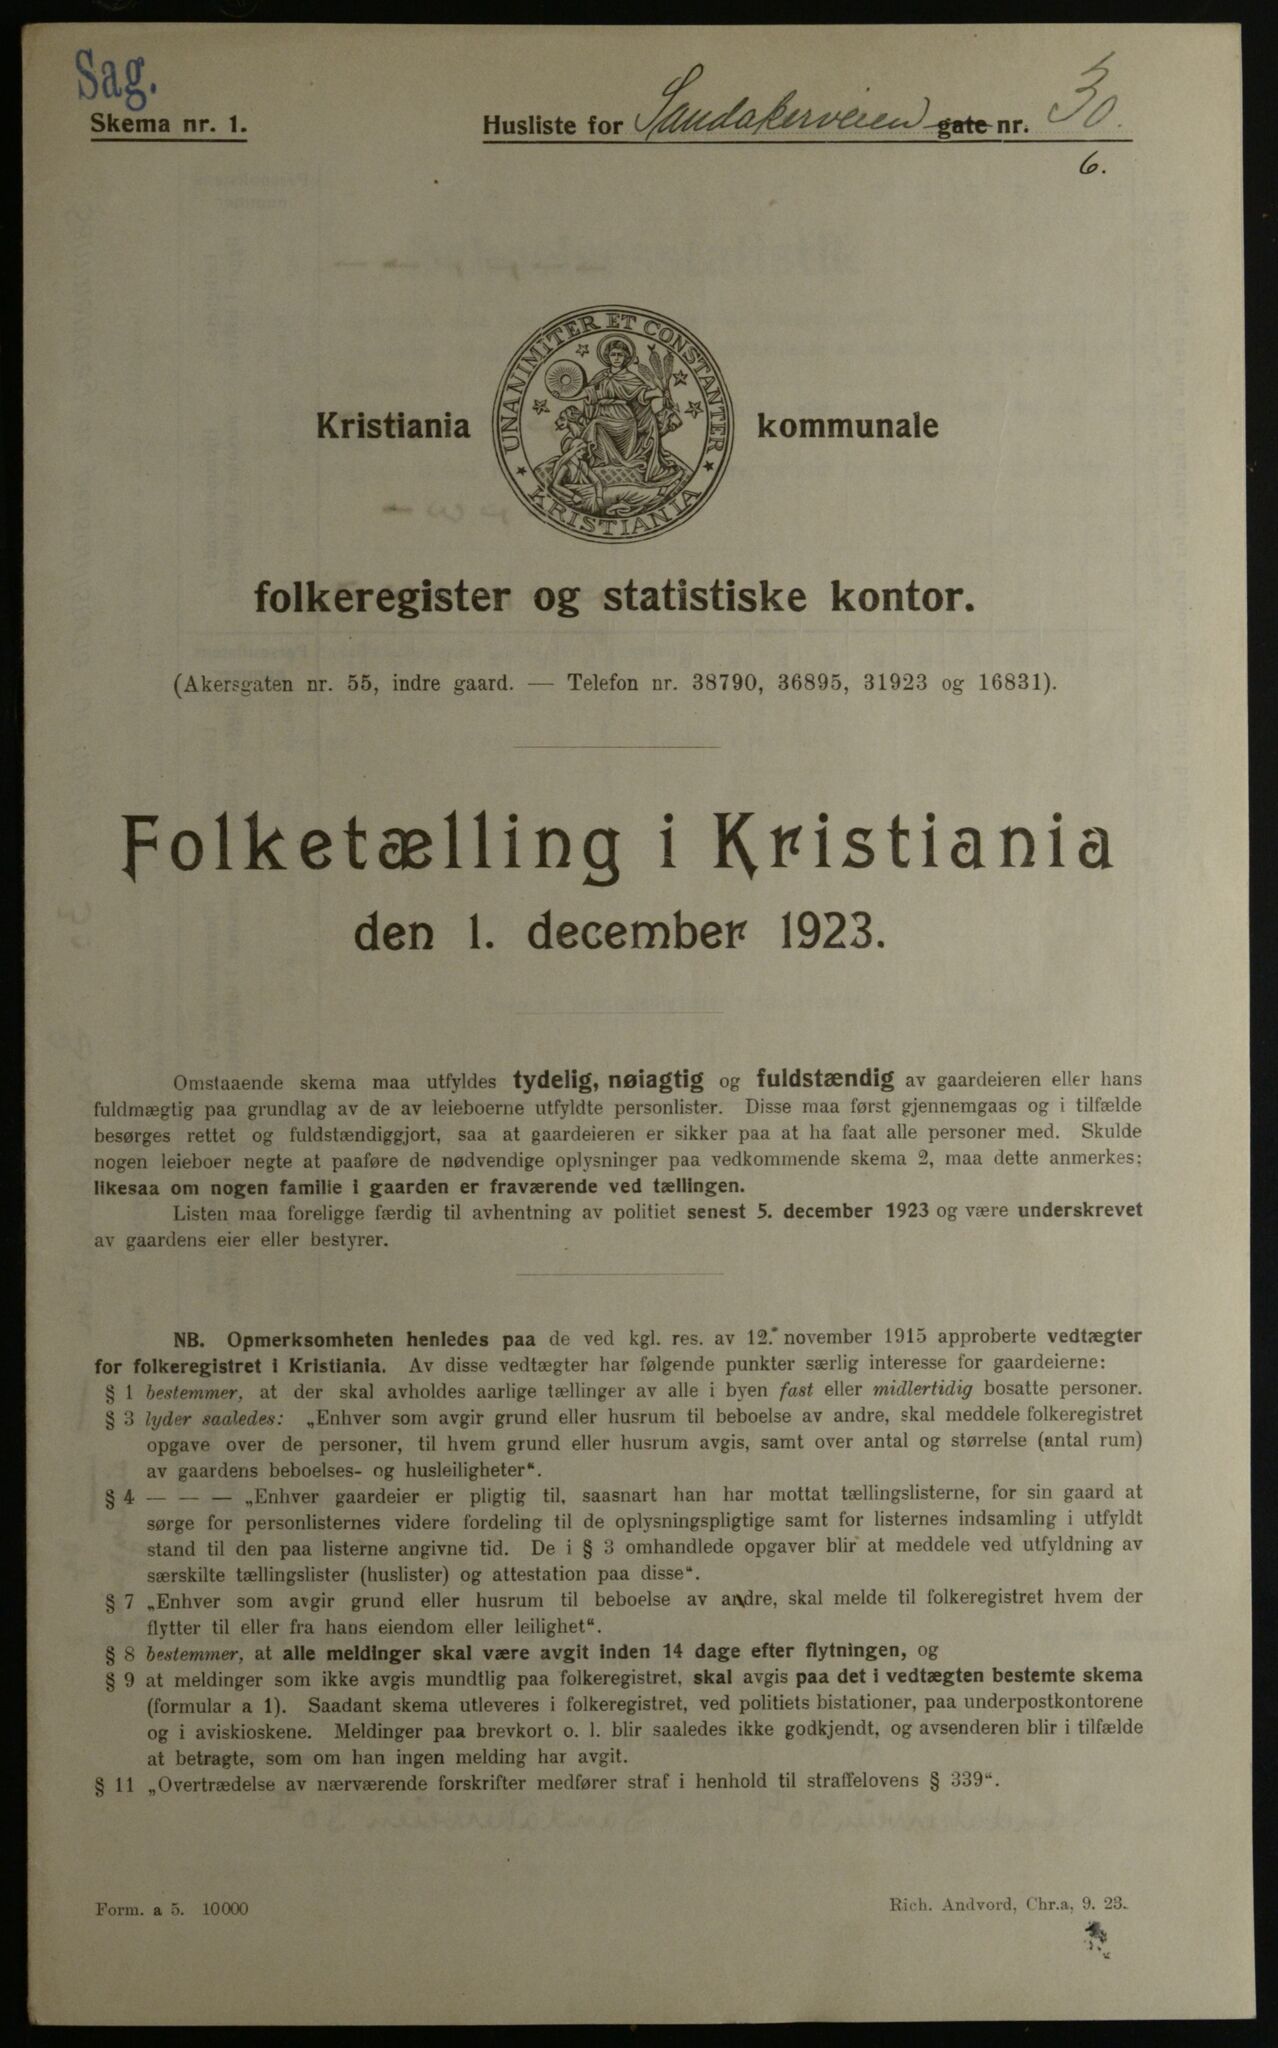 Sag.
Skema nr. 1.
Husliste for Sandakerveien gate nr. 30.
6.
UNANIMITER ET CONSTANTER
KRISTIANIA
Kristiania kommunale
folkeregister og statistiske kontor.
(Akersgaten nr. 55, indre gaard. — Telefon nr. 38790, 36895, 31923 og 16831).
Folketælling i Kristiania
den 1. december 1923.
Omstaaende skema maa utfyldes tydelig, nøiagtig og fuldstændig av gaardeieren eller hans
fuldmægtig paa grundlag av de av leieboerne utfyldte personlister. Disse maa først gjennemgaas og i tilfælde
besørges rettet og fuldstændiggjort, saa at gaardeieren er sikker paa at ha faat alle personer med. Skulde
nogen leieboer negte at paaføre de nødvendige oplysninger paa vedkommende skema 2, maa dette anmerkes;
likesaa om nogen familie i gaarden er fraværende ved tællingen.
Listen maa foreligge færdig til avhentning av politiet senest 5. december 1923 og være underskrevet
av gaardens eier eller bestyrer.
NB. Opmerksomheten henledes paa de ved kgl. res. av 12. november 1915 approberte vedtægter
for folkeregistret i Kristiania. Av disse vedtægter har følgende punkter særlig interesse for gaardeierne:
§ 1 bestemmer, at der skal avholdes aarlige tællinger av alle i byen fast eller midlertidig bosatte personer.
§ 3 lyder saaledes: „Enhver som avgir grund eller husrum til beboelse av andre, skal meddele folkeregistret
opgave over de personer, til hvem grund eller husrum avgis, samt over antal og størrelse (antal rum)
av gaardens beboelses- og husleiligheter“.
§ 4 — — — „Enhver gaardeier er pligtig til, saasnart han har mottat tællingslisterne, for sin gaard at
sørge for personlisternes videre fordeling til de oplysningspligtige samt for listernes indsamling i utfyldt
stand til den paa listerne angivne tid. De i § 3 omhandlede opgaver blir at meddele ved utfyldning av
særskilte tællingslister (huslister) og attestation paa disse“.
§ 7 „Enhver som avgir grund eller husrum til beboelse av andre, skal melde til folkeregistret hvem der
flytter til eller fra hans eiendom eller leilighet“.
§ 8 bestemmer, at alle meldinger skal være avgit inden 14 dage efter flytningen, og
§ 9 at meldinger som ikke avgis mundtlig paa folkeregistret, skal avgis paa det i vedtægten bestemte skema
(formular a 1). Saadant skema utleveres i folkeregistret, ved politiets bistationer, paa underpostkontorene
og i aviskioskene. Meldinger paa brevkort o. l. blir saaledes ikke godkjendt, og avsenderen blir i tilfælde
at betragte, som om han ingen melding har avgit.
§ 11 „Overtrædelse av nærværende forskrifter medfører straf i henhold til straffelovens § 339“.
Form. a 5. 10000
Rich. Andvord, Chr.a, 9. 23.